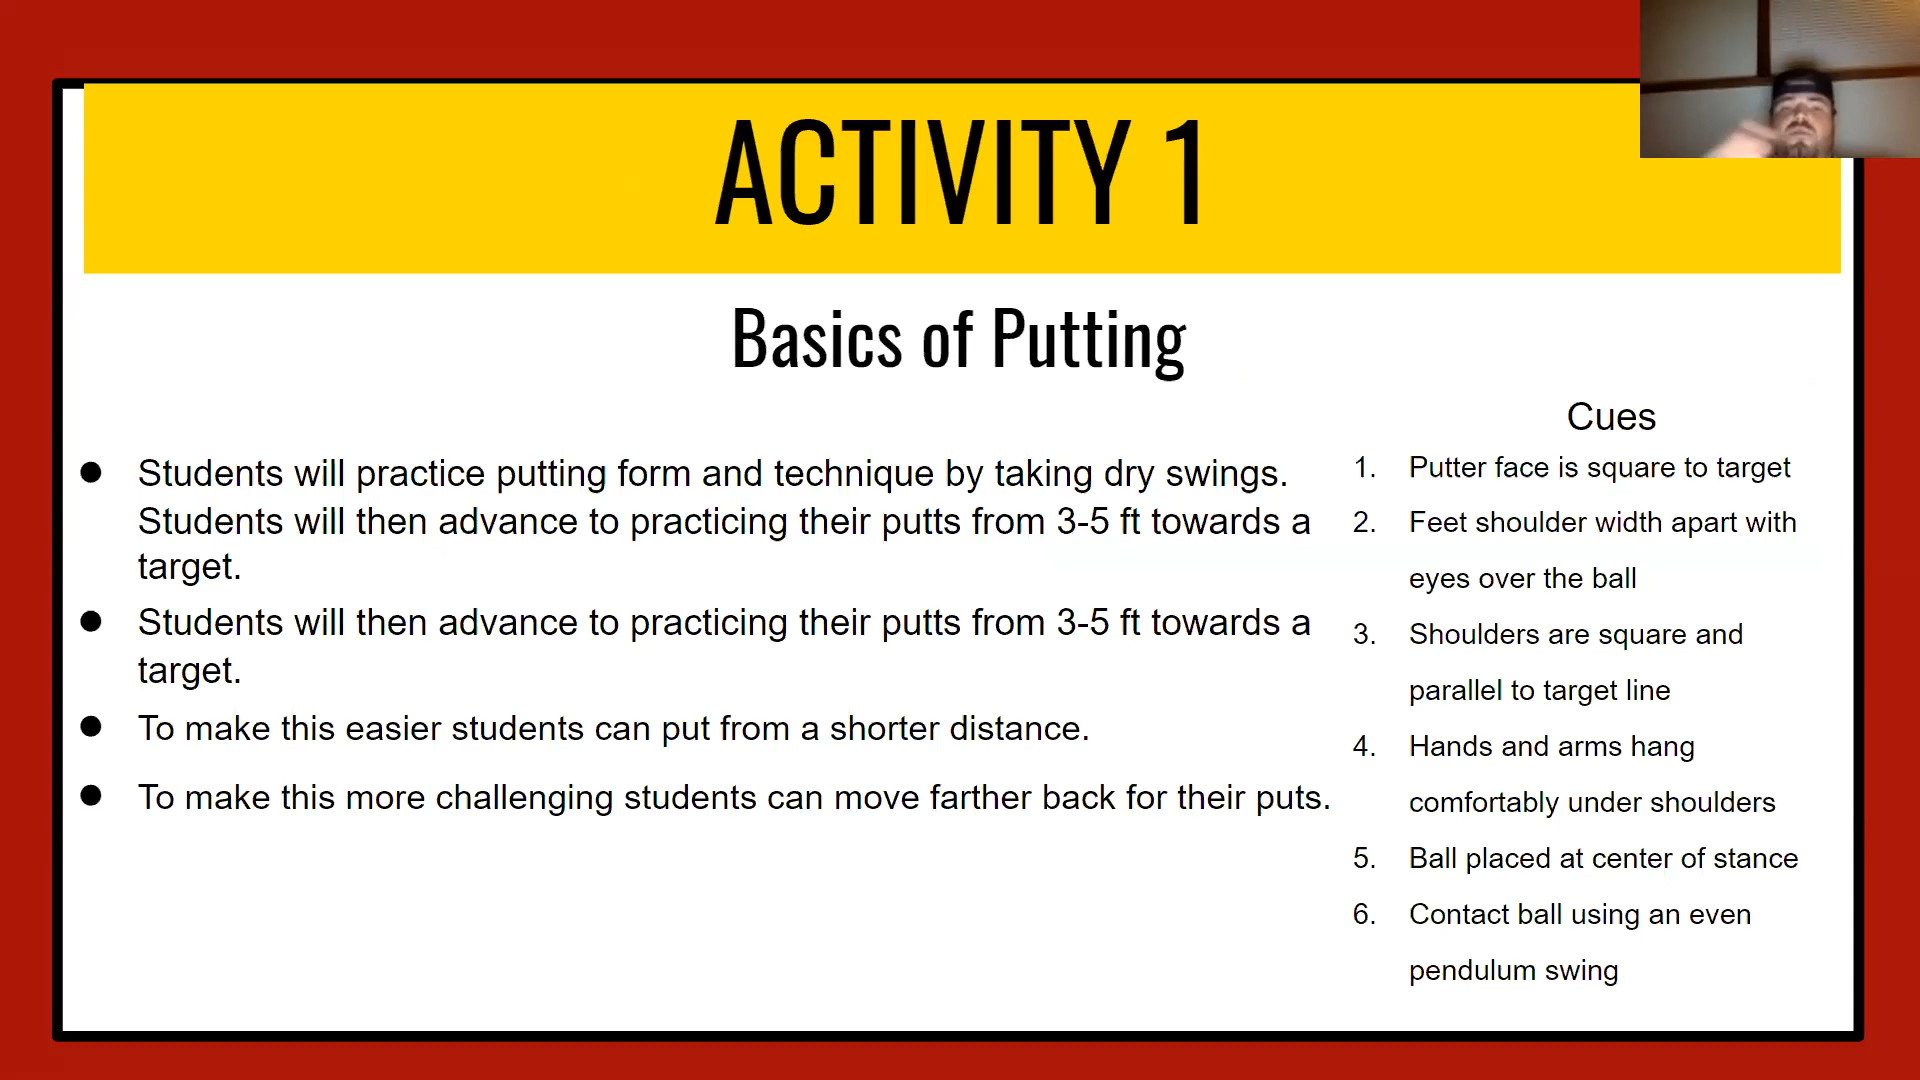 ACTIVITY 1
Basics of Putting
● Students will practice putting form and technique by taking dry swings.
Students will then advance to practicing their putts from 3-5 ft towards a
target.
● Students will then advance to practicing their putts from 3-5 ft towards a
target.
● To make this easier students can put from a shorter distance.
● To make this more challenging students can move farther back for their puts.
Cues
1. Putter face is square to target
2. Feet shoulder width apart with
eyes over the ball
3. Shoulders are square and
parallel to target line
4. Hands and arms hang
comfortably under shoulders
5. Ball placed at center of stance
6. Contact ball using an even
pendulum swing